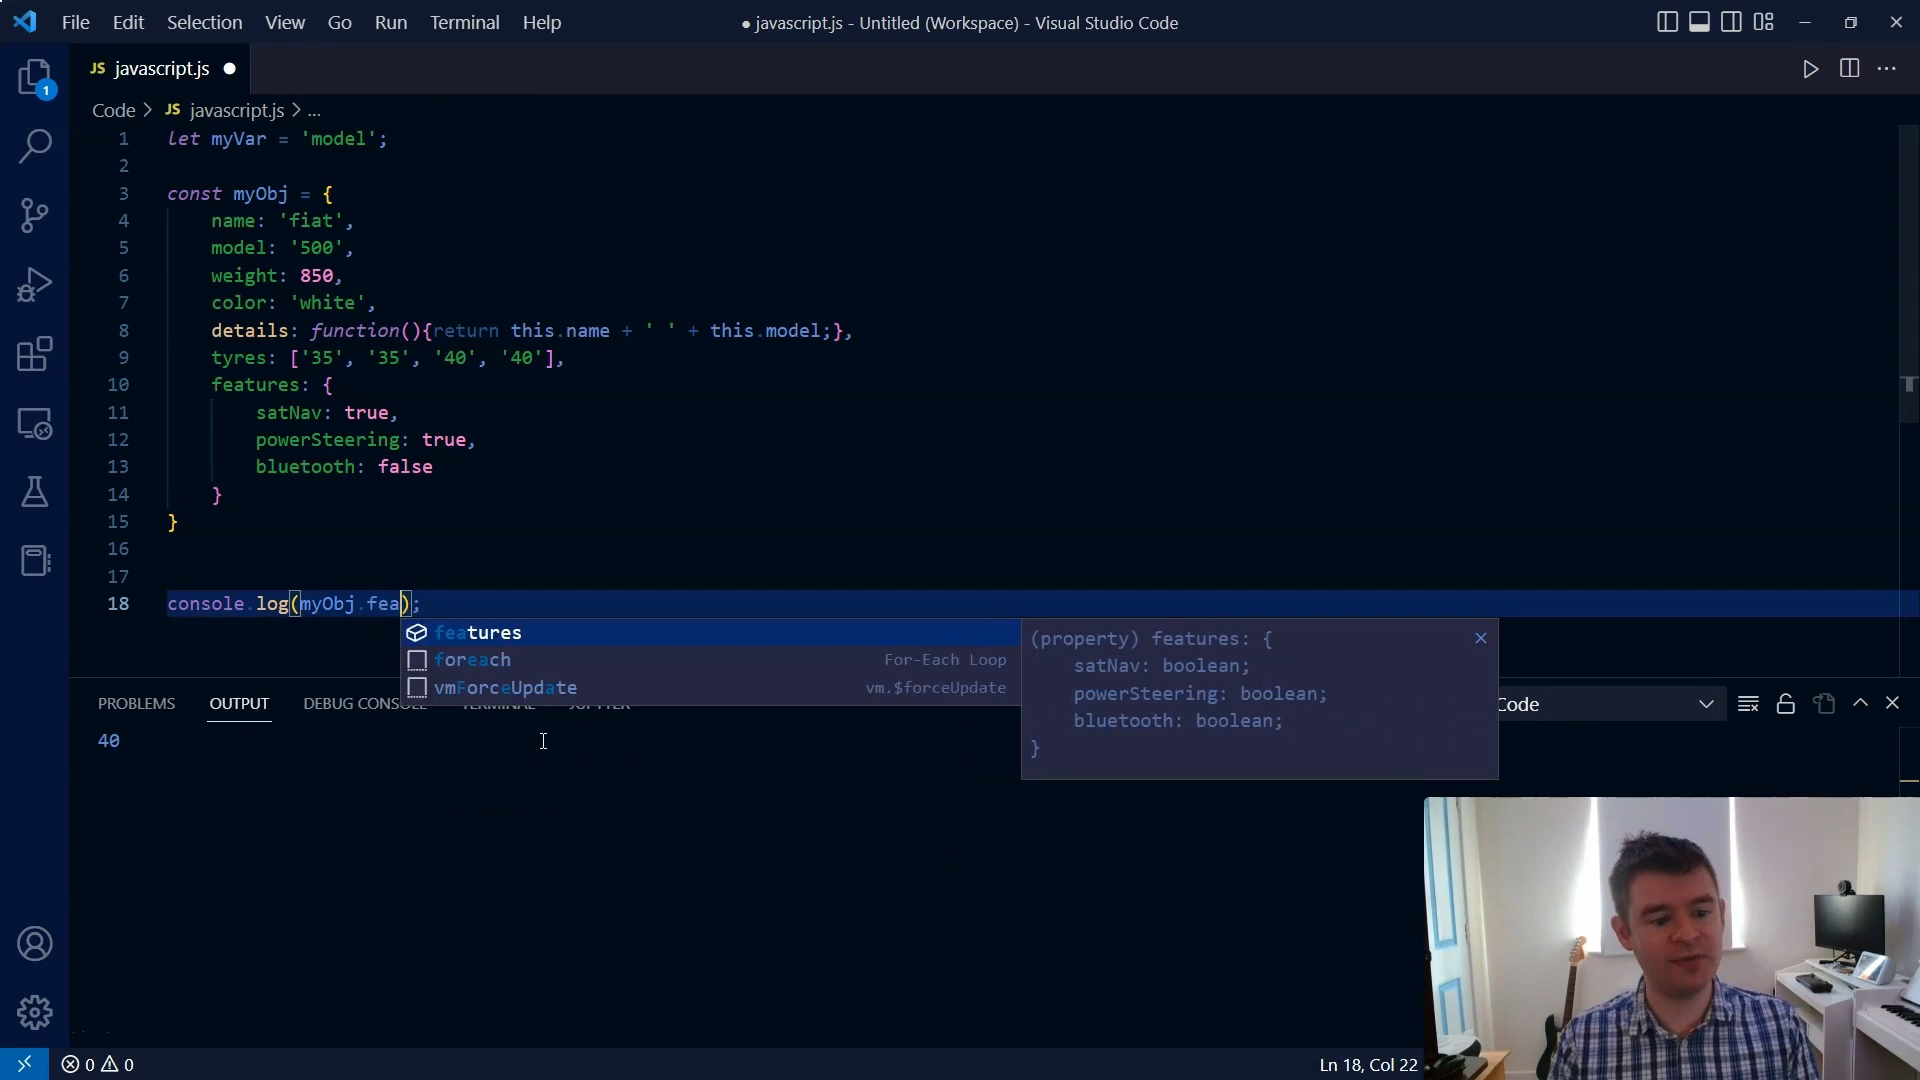 File Edit Selection View Go Run Terminal Help
● javascript.js - Untitled (Workspace) - Visual Studio Code
JS javascript.js ●
1
Code > JS javascript.js > ...
1 let myVar = 'model';
2
3 const myObj = {
4 name: 'fiat',
5 model: '500',
6 weight: 850,
7 color: 'white',
8 details: function(){return this.name + ' ' + this.model;},
9 tyres: ['35', '35', '40', '40'],
10 features: {
11 satNav: true,
12 powerSteering: true,
13 bluetooth: false
14 }
15 }
16
17
18 console.log(myObj.fea);
features
foreach For-Each Loop
vmForceUpdate vm.$forceUpdate
(property) features: {
satNav: boolean;
powerSteering: boolean;
bluetooth: boolean;
}
PROBLEMS OUTPUT DEBUG CONSOLE TERMINAL JUPYTER
Code
40
0 0
Ln 18, Col 22